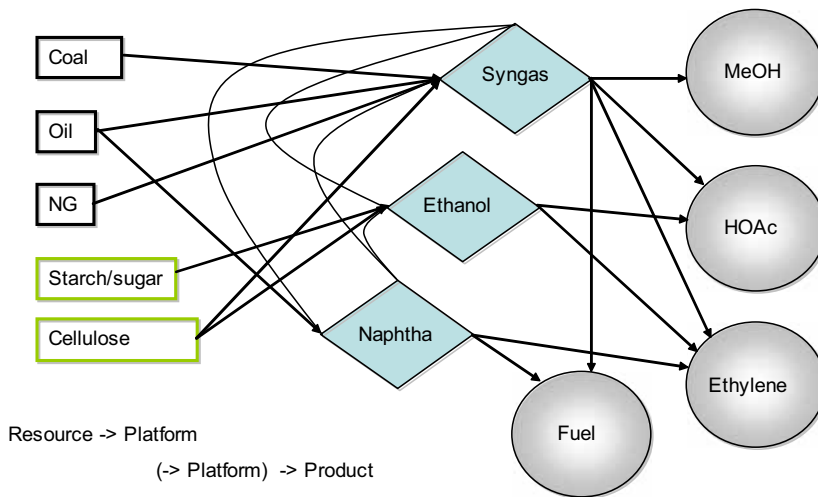 Coal
Oil
NG
Starch/sugar
Cellulose
Syngas
Ethanol
Naphtha
MeOH
HOAc
Ethylene
Fuel
Resource -> Platform
(-> Platform) -> Product